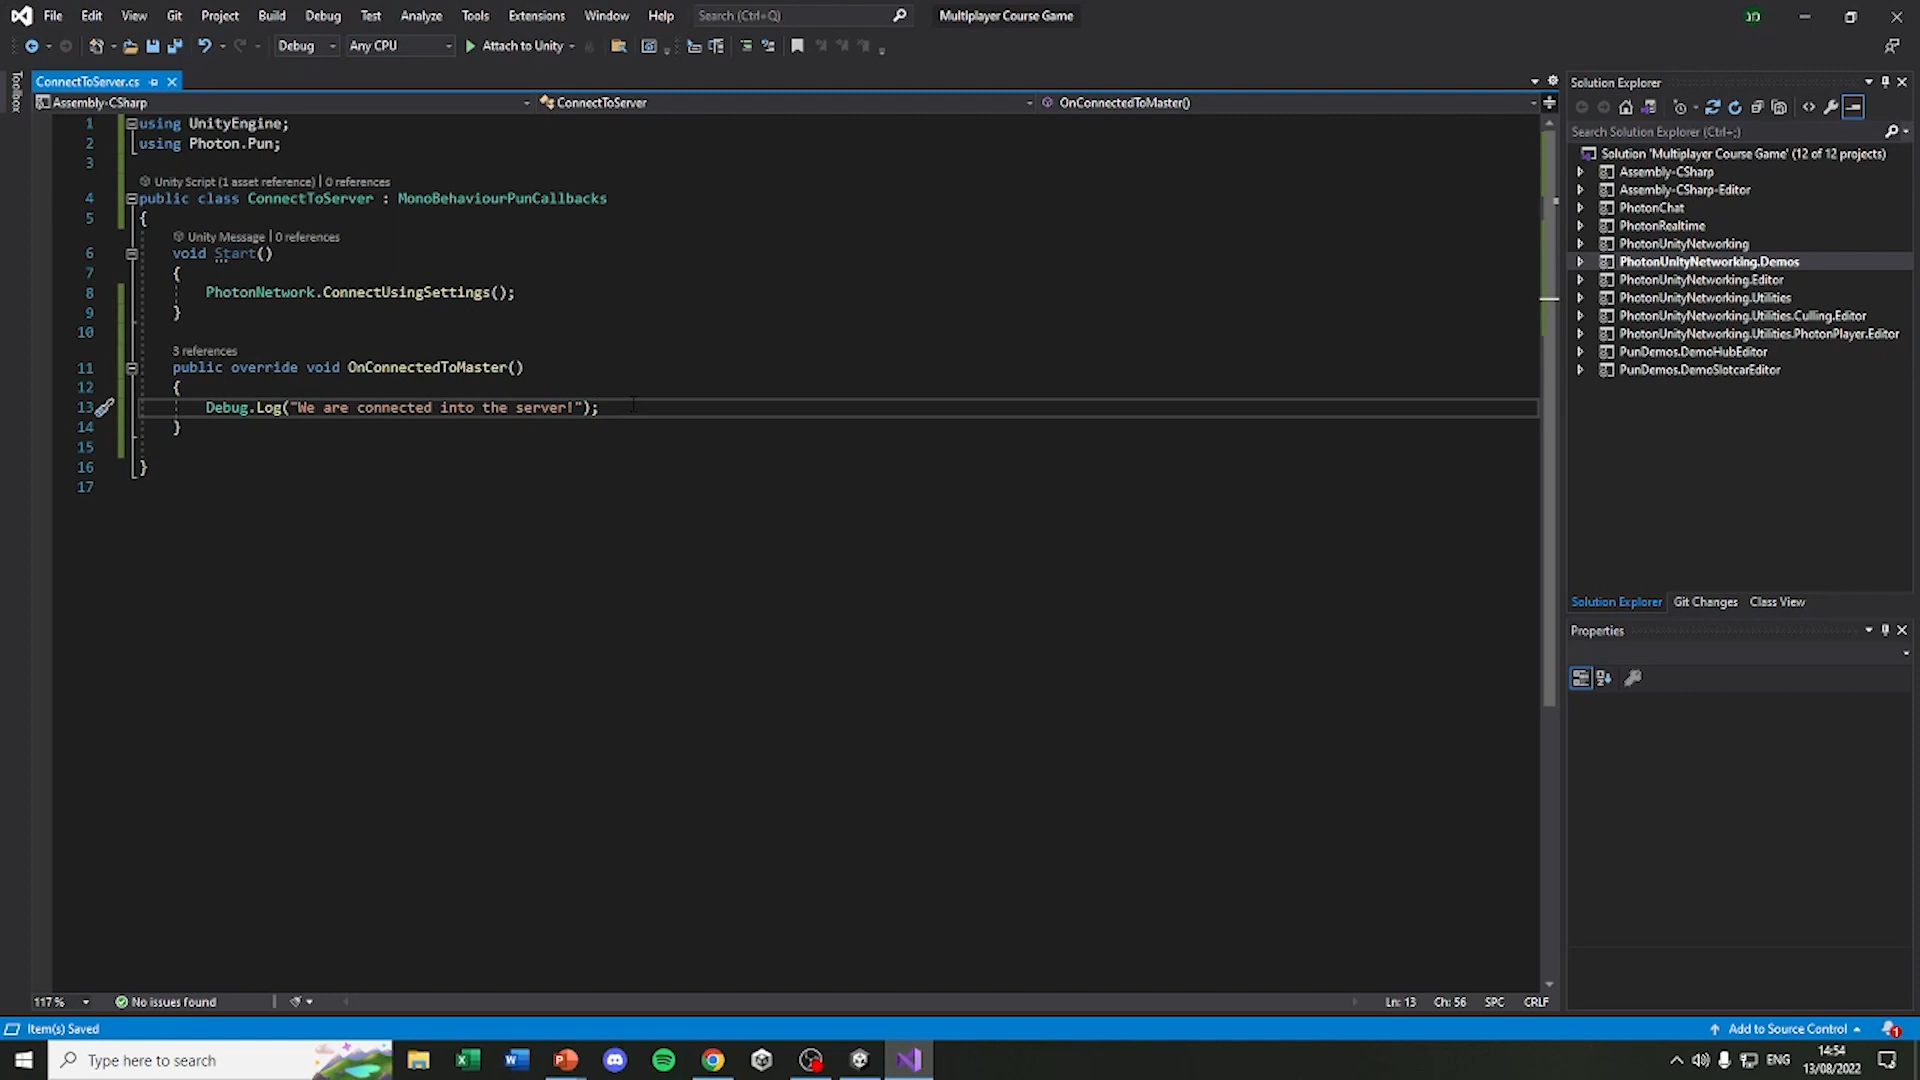 File Edit View Git Project Build Debug Test Analyze Tools Extensions Window Help Search (Ctrl+Q) Multiplayer Course Game JD
Debug Any CPU Attach to Unity
Toolbox
ConnectToServer.cs
Assembly-CSharp ConnectToServer OnConnectedToMaster()
1 using UnityEngine;
2 using Photon.Pun;
3
Unity Script (1 asset reference) | 0 references
4 public class ConnectToServer : MonoBehaviourPunCallbacks
5 {
Unity Message | 0 references
6 void Start()
7 {
8 PhotonNetwork.ConnectUsingSettings();
9 }
10
3 references
11 public override void OnConnectedToMaster()
12 {
13 Debug.Log("We are connected into the server!");
14 }
15
16 }
17
117 % No issues found Ln: 13 Ch: 56 SPC CRLF
Solution Explorer
Search Solution Explorer (Ctrl+;)
Solution 'Multiplayer Course Game' (12 of 12 projects)
Assembly-CSharp
Assembly-CSharp-Editor
PhotonChat
PhotonRealtime
PhotonUnityNetworking
PhotonUnityNetworking.Demos
PhotonUnityNetworking.Editor
PhotonUnityNetworking.Utilities
PhotonUnityNetworking.Utilities.Culling.Editor
PhotonUnityNetworking.Utilities.PhotonPlayer.Editor
PunDemos.DemoHubEditor
PunDemos.DemoSlotcarEditor
Solution Explorer Git Changes Class View
Properties
Item(s) Saved Add to Source Control 1
Type here to search ENG 14:54
13/08/2022